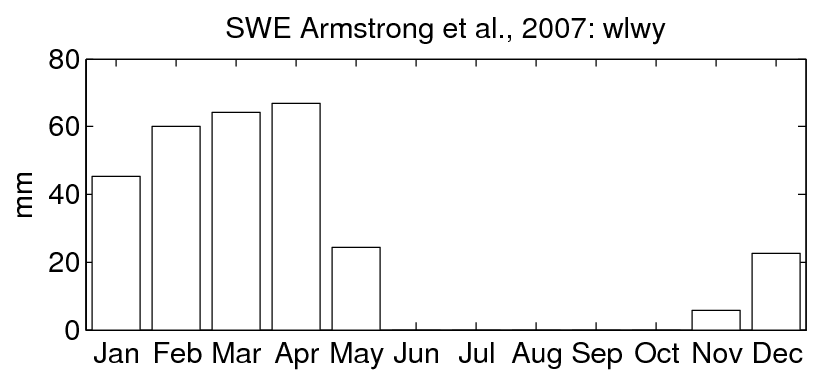 SWE Armstrong et al., 2007: wlwy
80
60
40
20
0
mm
Jan Feb Mar Apr May Jun Jul Aug Sep Oct Nov Dec